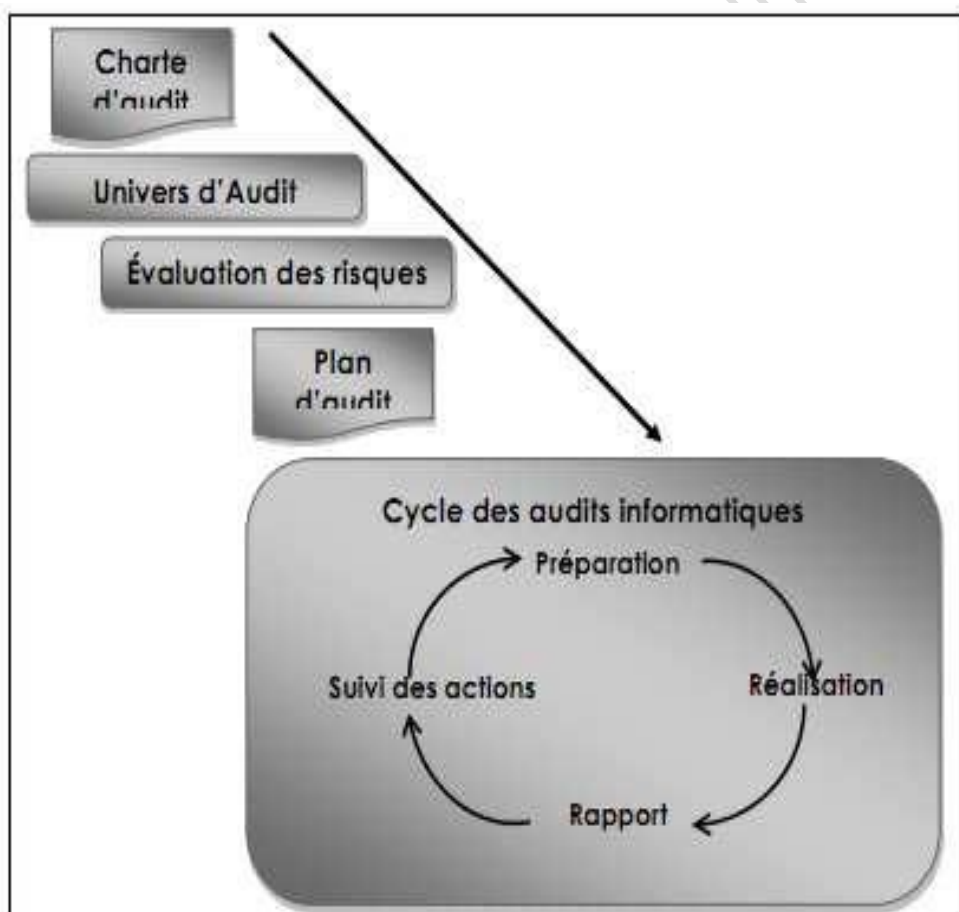 Charte
d'audit
Univers d'Audit
Évaluation des risques
Plan
d'audit
Cycle des audits informatiques
Préparation
Suivi des actions
Réalisation
Rapport